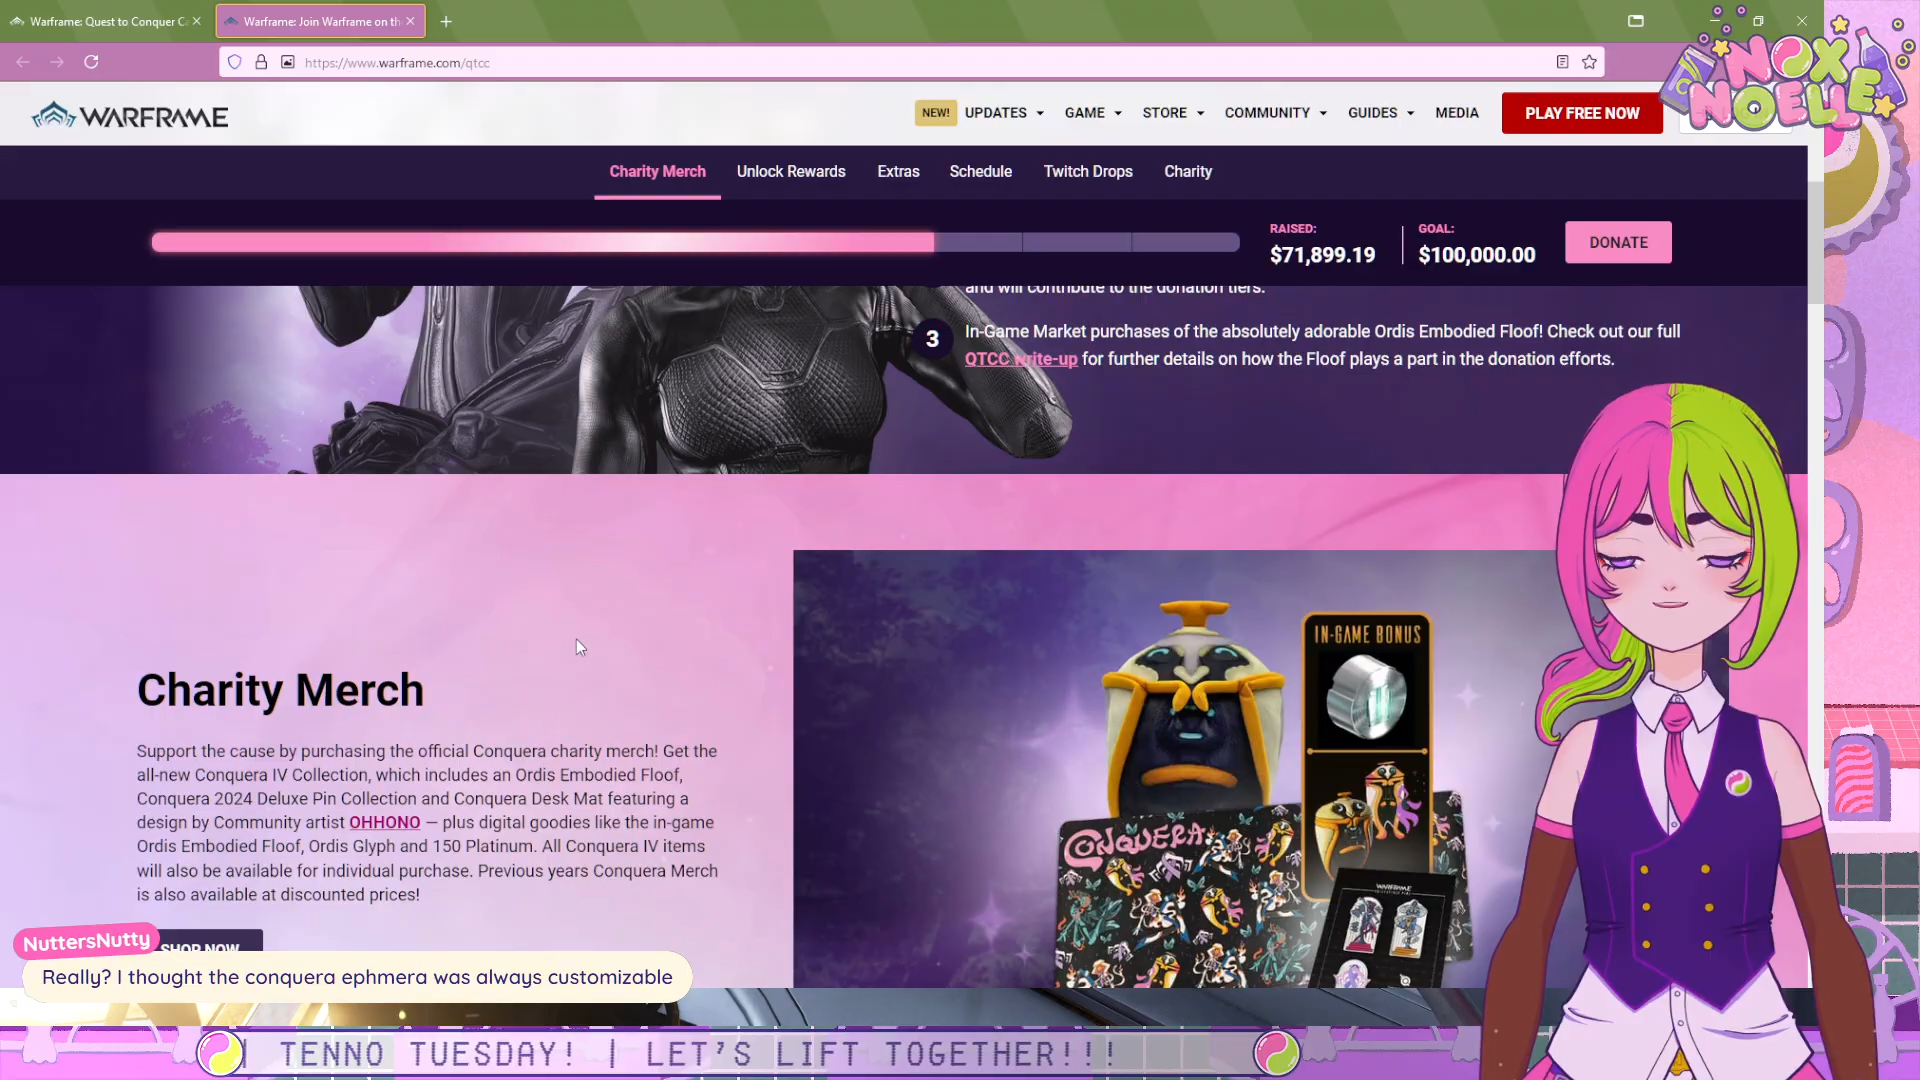 Warframe: Quest to Conquer C
Warframe: Join Warframe on th
https://www.warframe.com/qtcc
NOX
NOELLE
WARFRAME
NEW!
UPDATES
GAME
STORE
COMMUNITY
GUIDES
MEDIA
PLAY FREE NOW
Charity Merch
Unlock Rewards
Extras
Schedule
Twitch Drops
Charity
RAISED:
$71,899.19
GOAL:
$100,000.00
DONATE
and will contribute to the donation tiers.
3
In-Game Market purchases of the absolutely adorable Ordis Embodied Floof! Check out our full
QTCC write-up for further details on how the Floof plays a part in the donation efforts.
IN-GAME BONUS
CONQUERA
WARFRAME
Charity Merch
Support the cause by purchasing the official Conquera charity merch! Get the
all-new Conquera IV Collection, which includes an Ordis Embodied Floof,
Conquera 2024 Deluxe Pin Collection and Conquera Desk Mat featuring a
design by Community artist OHHONO — plus digital goodies like the in-game
Ordis Embodied Floof, Ordis Glyph and 150 Platinum. All Conquera IV items
will also be available for individual purchase. Previous years Conquera Merch
is also available at discounted prices!
SHOP NOW
NuttersNutty
Really? I thought the conquera ephmera was always customizable
| TENNO TUESDAY! | LET'S LIFT TOGETHER!!!